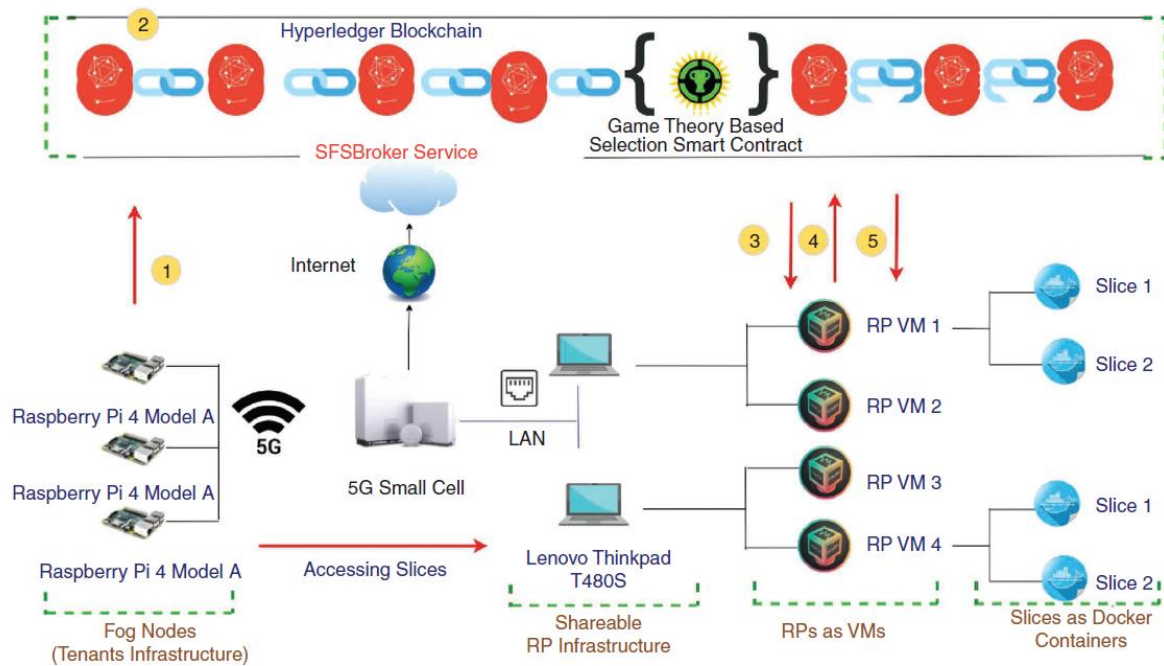 2
Hyperledger Blockchain
Game Theory Based
Selection Smart Contract
SFSBroker Service
1
Internet
3
4
5
RP VM 1
Slice 1
Slice 2
RP VM 2
Raspberry Pi 4 Model A
5G
LAN
5G Small Cell
Raspberry Pi 4 Model A
RP VM 3
Slice 1
RP VM 4
Raspberry Pi 4 Model A
Accessing Slices
Lenovo Thinkpad
T480S
Slice 2
Fog Nodes
(Tenants Infrastructure)
Shareable
RP Infrastructure
RPs as VMs
Slices as Docker
Containers